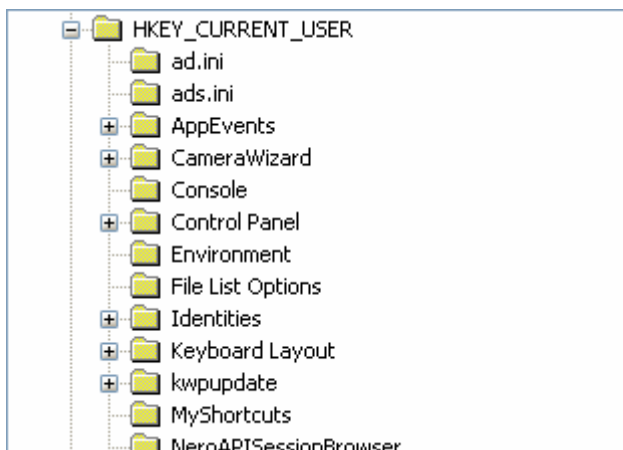 HKEY_CURRENT_USER
ad.ini
ads.ini
AppEvents
CameraWizard
Console
Control Panel
Environment
File List Options
Identities
Keyboard Layout
kwpupdate
MyShortcuts
NeroAPISessionBrowser